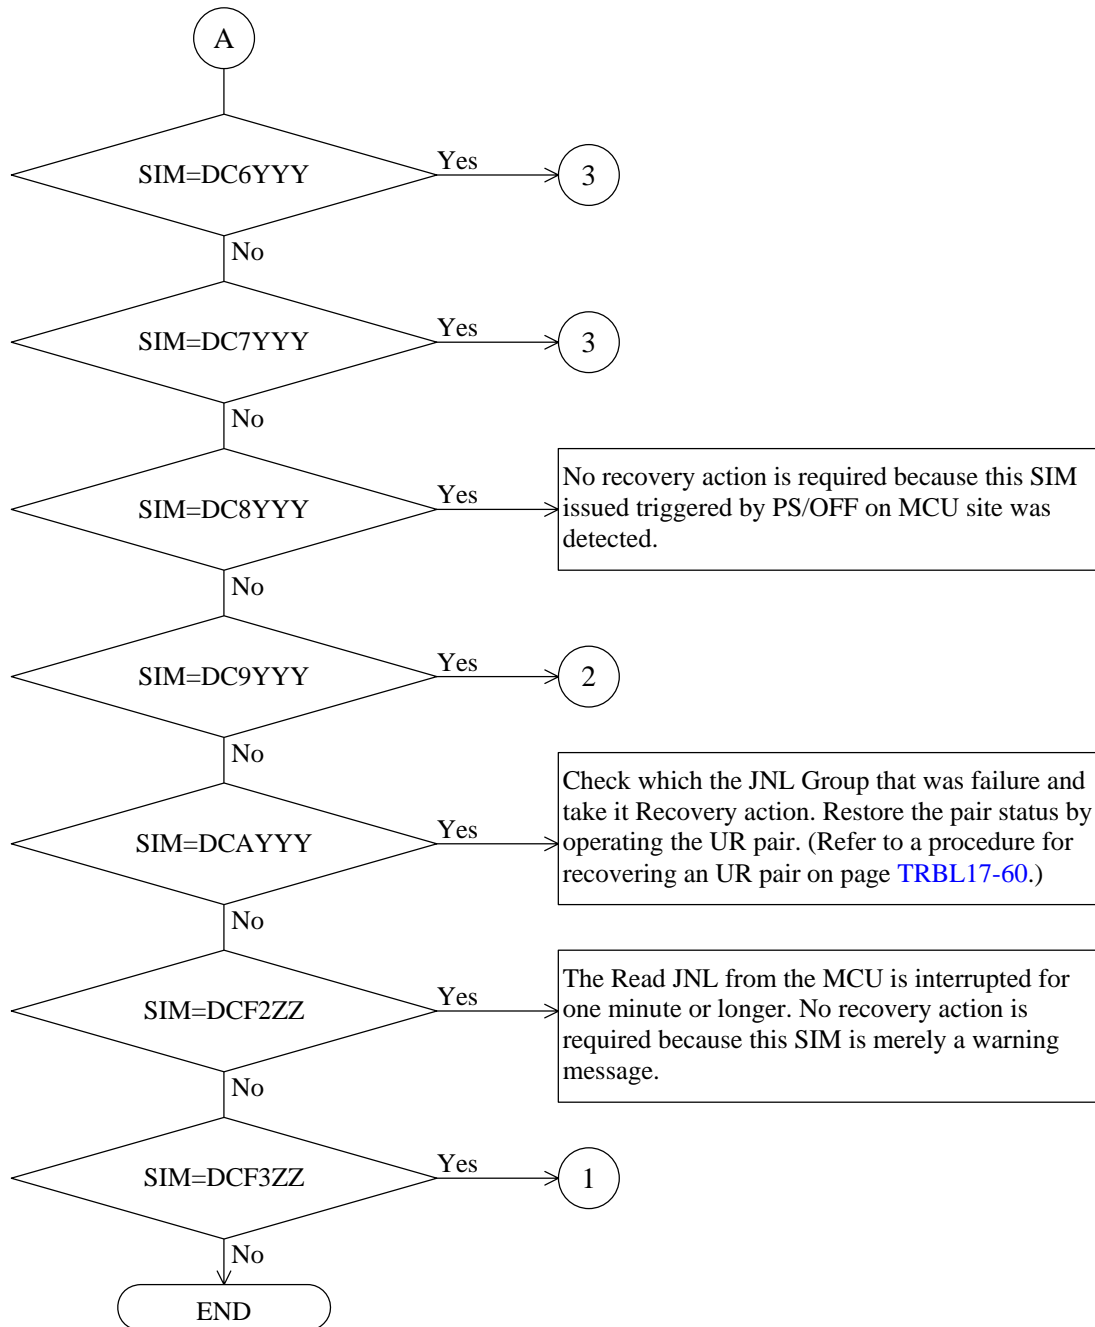 A
SIM=DC6YYY
Yes
3
No
SIM=DC7YYY
Yes
3
No
SIM=DC8YYY
Yes
No recovery action is required because this SIM
issued triggered by PS/OFF on MCU site was
detected.
No
SIM=DC9YYY
Yes
2
No
SIM=DCAYYY
Yes
Check which the JNL Group that was failure and
take it Recovery action. Restore the pair status by
operating the UR pair. (Refer to a procedure for
recovering an UR pair on page TRBL17-60.)
No
SIM=DCF2ZZ
Yes
The Read JNL from the MCU is interrupted for
one minute or longer. No recovery action is
required because this SIM is merely a warning
message.
No
SIM=DCF3ZZ
Yes
1
No
END